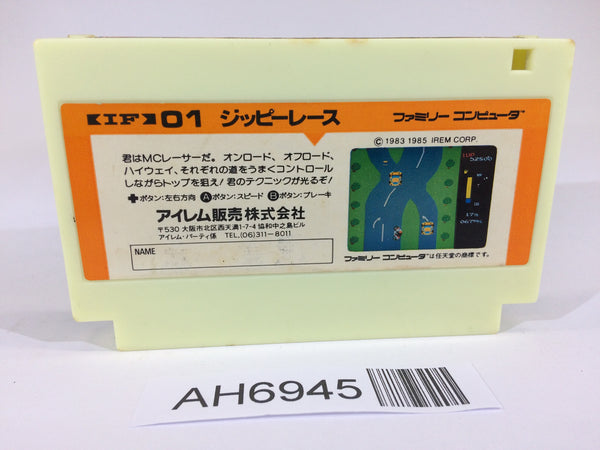 【IF】01 ジッピーレース ファミリー コンピュータ™
© 1983 1985 IREM CORP.
君はMCレーサーだ。オンロード、オフロード、
ハイウェイ、それぞれの道をうまくコントロール
しながらトップを狙え！君のテクニックが光るぞ！
✚ボタン:左右方向 Ⓐボタン:スピード Ⓑボタン:ブレーキ
アイレム販売株式会社
〒530 大阪市北区西天満1-7-4 協和中之島ビル
アイレム・パーティ係 TEL.(06)311-8011
NAME
ファミリー コンピュータ™は任天堂の商標です。
AH6945